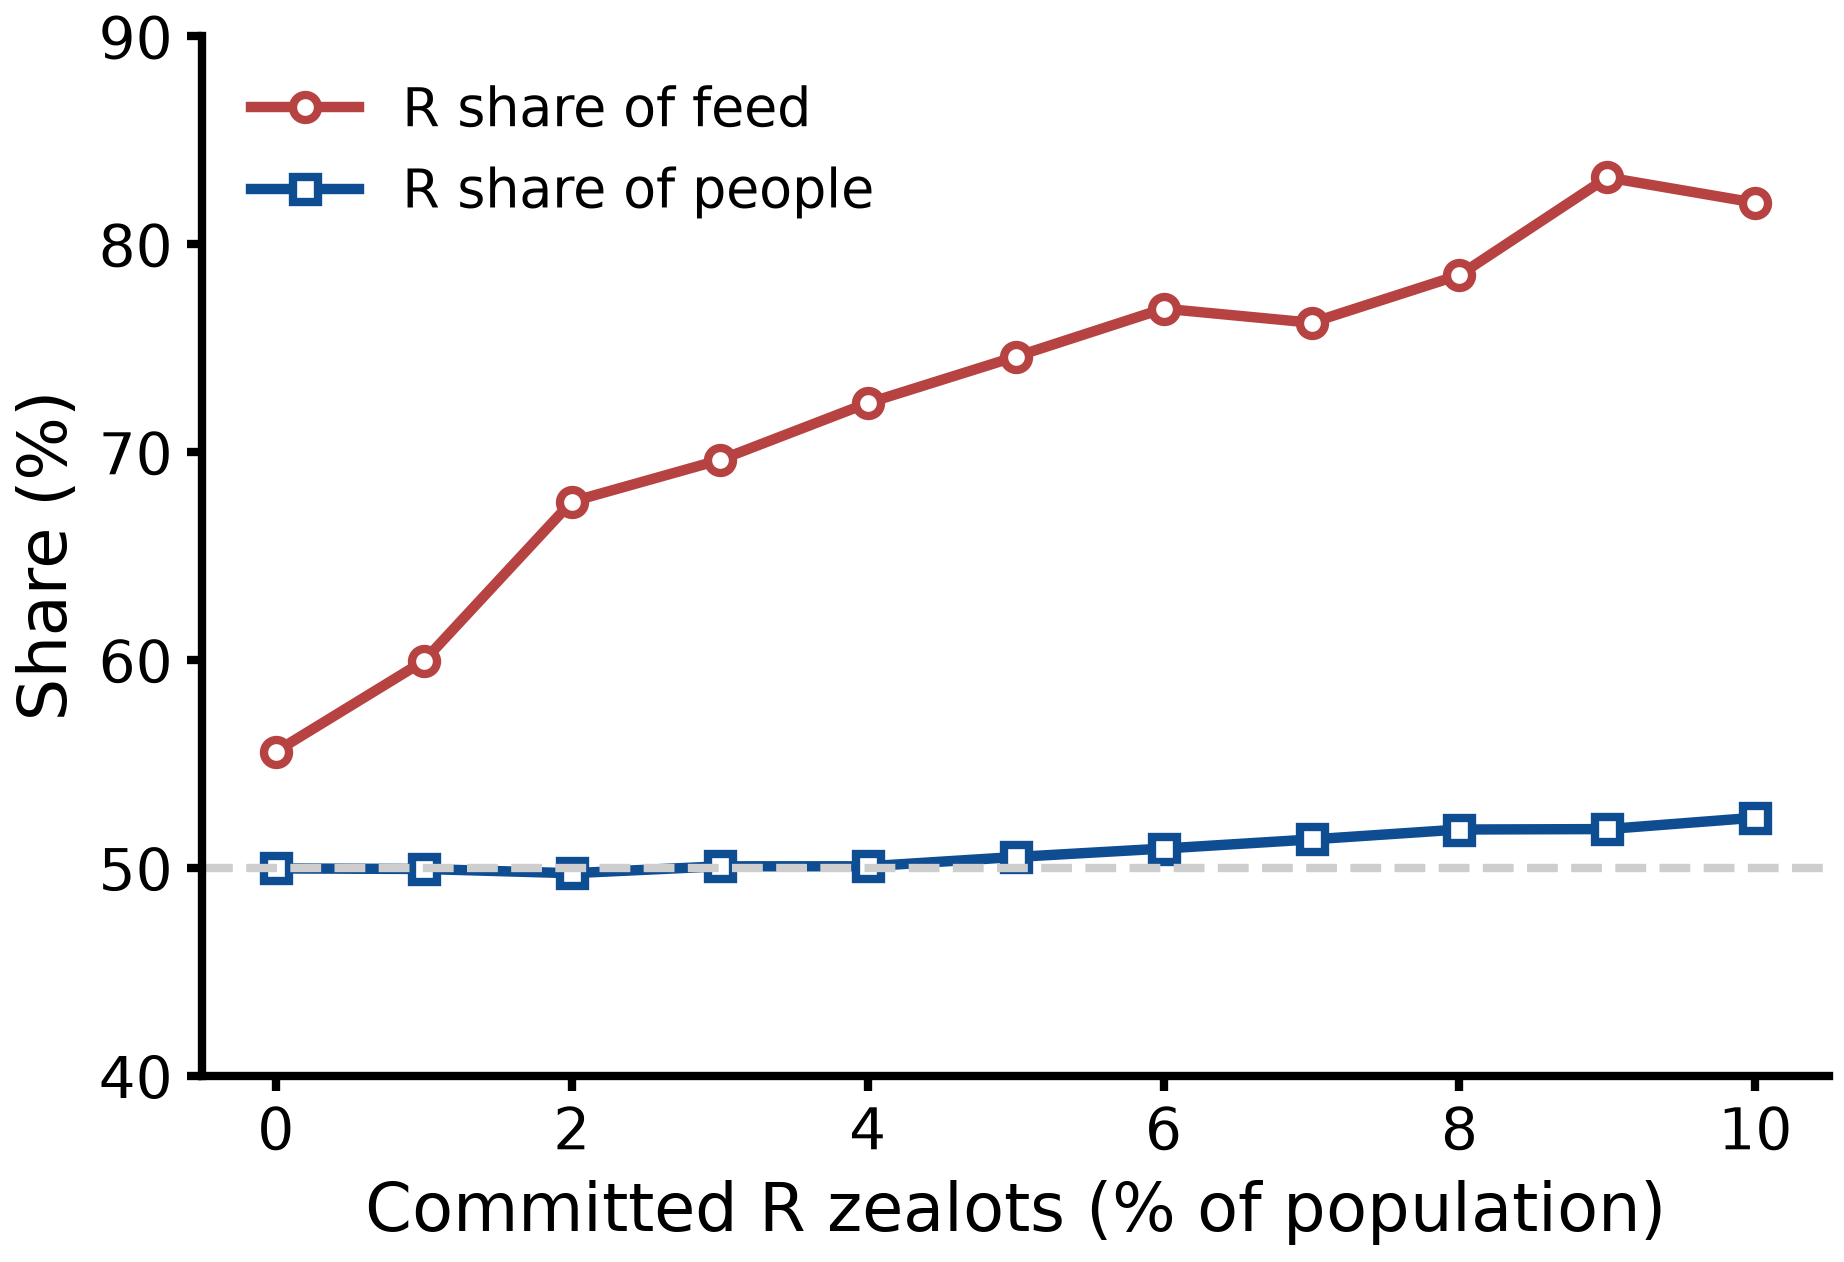 90
80
70
60
50
40
Share (%)
R share of feed
R share of people
0 2 4 6 8 10
Committed R zealots (% of population)